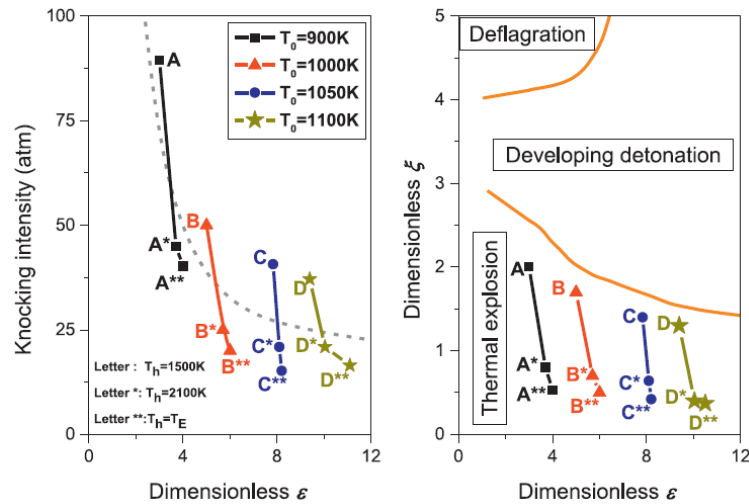 Knocking intensity (atm)
100
75
50
25
0
0
4
8
12
Dimensionless ε
T₀=900K
T₀=1000K
T₀=1050K
T₀=1100K
A
A*
A**
B
B*
B**
C
C*
C**
D
D*
D**
Letter : Tₕ=1500K
Letter *: Tₕ=2100K
Letter **:Tₕ=T_E
Dimensionless ξ
5
4
3
2
1
0
0
4
8
12
Dimensionless ε
Deflagration
Developing detonation
Thermal explosion
A
A*
A**
B
B*
B**
C
C*
C**
D
D*
D**